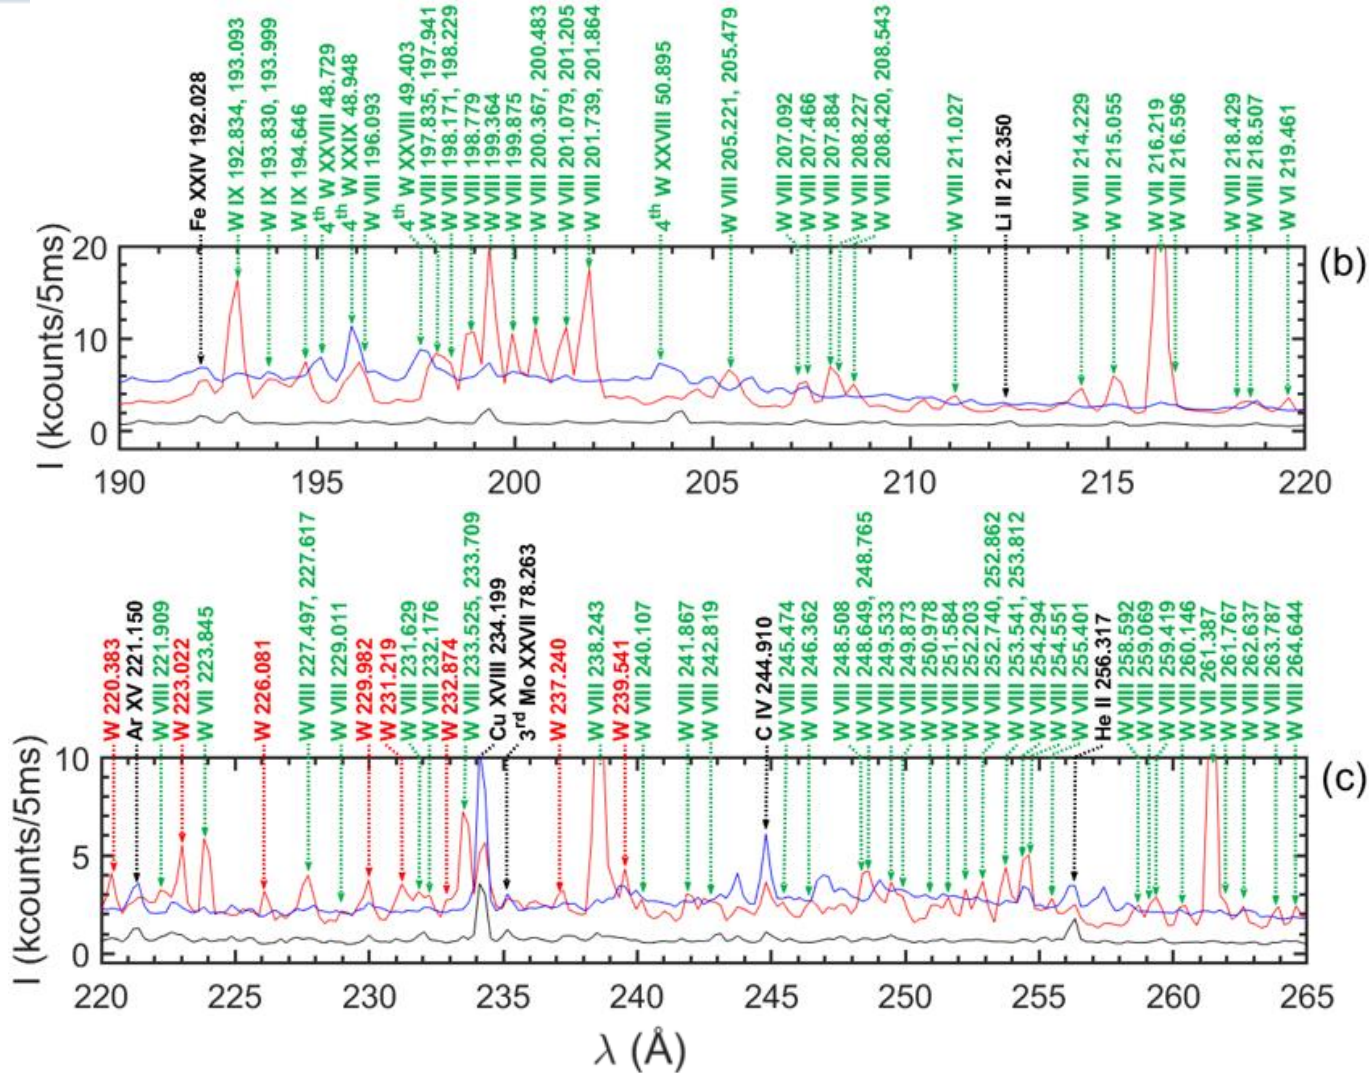 Fe XXIV 192.028
W IX 192.834, 193.093
W IX 193.830, 193.999
W IX 194.646
4th W XXVIII 48.729
4th W XXIX 48.948
W VIII 196.093
4th W XXVIII 49.403
W VIII 197.835, 197.941
W VIII 198.171, 198.229
W VIII 198.779
W VIII 199.364
W VIII 199.875
W VIII 200.367, 200.483
W VIII 201.079, 201.205
W VIII 201.739, 201.864
4th W XXVIII 50.895
W VIII 205.221, 205.479
W VIII 207.092
W VIII 207.466
W VIII 207.884
W VIII 208.227
W VIII 208.420, 208.543
W VIII 211.027
Li II 212.350
W VIII 214.229
W VIII 215.055
W VII 216.219
W VIII 216.596
W VIII 218.429
W VIII 218.507
W VI 219.461
(b)
I (kcounts/5ms)
20
10
0
190 195 200 205 210 215 220
W 220.383
Ar XV 221.150
W VIII 221.909
W 223.022
W VII 223.845
W 226.081
W VIII 227.497, 227.617
W VIII 229.011
W 229.982
W 231.219
W VIII 231.629
W VIII 232.176
W 232.874
W VIII 233.525, 233.709
Cu XVIII 234.199
3rd Mo XXVII 78.263
W 237.240
W VIII 238.243
W 239.541
W VIII 240.107
W VIII 241.867
W VIII 242.819
C IV 244.910
W VIII 245.474
W VIII 246.362
W VIII 248.508
W VIII 248.649, 248.765
W VIII 249.533
W VIII 249.873
W VIII 250.978
W VIII 251.584
W VIII 252.203
W VIII 252.740, 252.862
W VIII 253.541, 253.812
W VIII 254.294
W VIII 254.551
W VIII 255.401
He II 256.317
W VIII 258.592
W VIII 259.069
W VIII 259.419
W VIII 260.146
W VII 261.387
W VIII 261.767
W VIII 262.637
W VIII 263.787
W VIII 264.644
(c)
I (kcounts/5ms)
10
5
0
220 225 230 235 240 245 250 255 260 265
λ (Å)